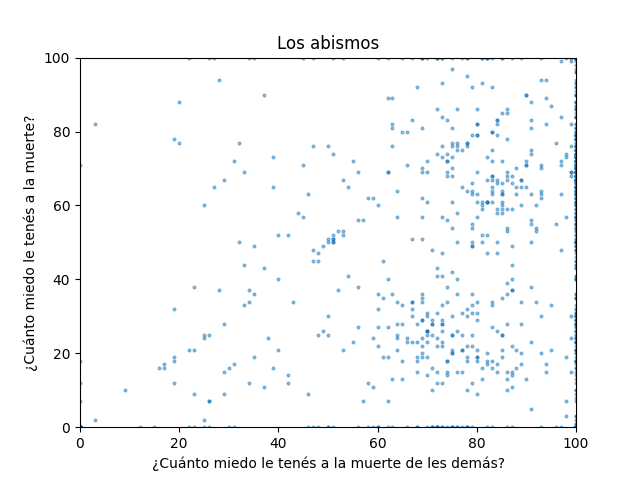 Los abismos
100
80
60
40
20
0
¿Cuánto miedo le tenés a la muerte?
0 20 40 60 80 100
¿Cuánto miedo le tenés a la muerte de les demás?